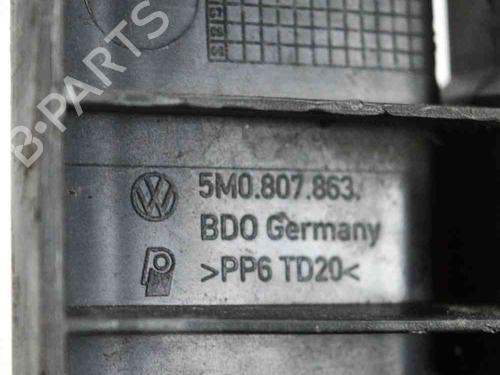 5M0.807.863.
BDO Germany
>PP6 TD20<
B-PARTS